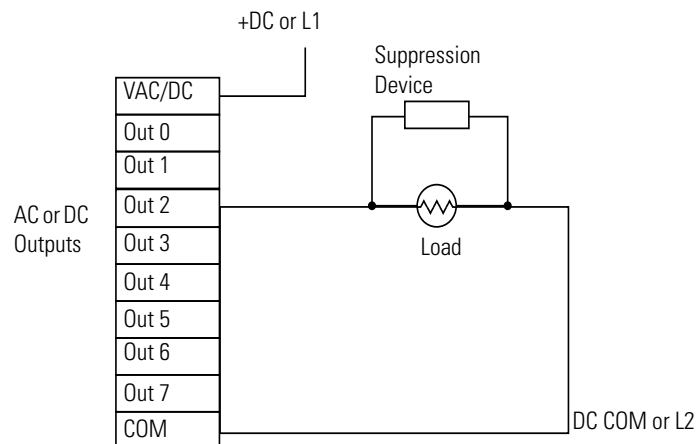 +DC or L1
Suppression
Device
VAC/DC
Out 0
Out 1
Out 2
Out 3
Out 4
Out 5
Out 6
Out 7
COM
AC or DC
Outputs
Load
DC COM or L2